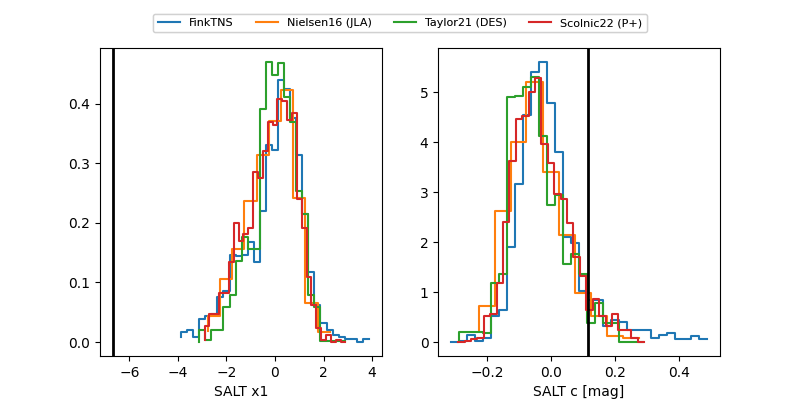 FinkTNS Nielsen16 (JLA) Taylor21 (DES) Scolnic22 (P+)
0.4
0.3
0.2
0.1
0.0
−6 −4 −2 0 2 4
SALT x1
5
4
3
2
1
0
−0.2 0.0 0.2 0.4
SALT c [mag]